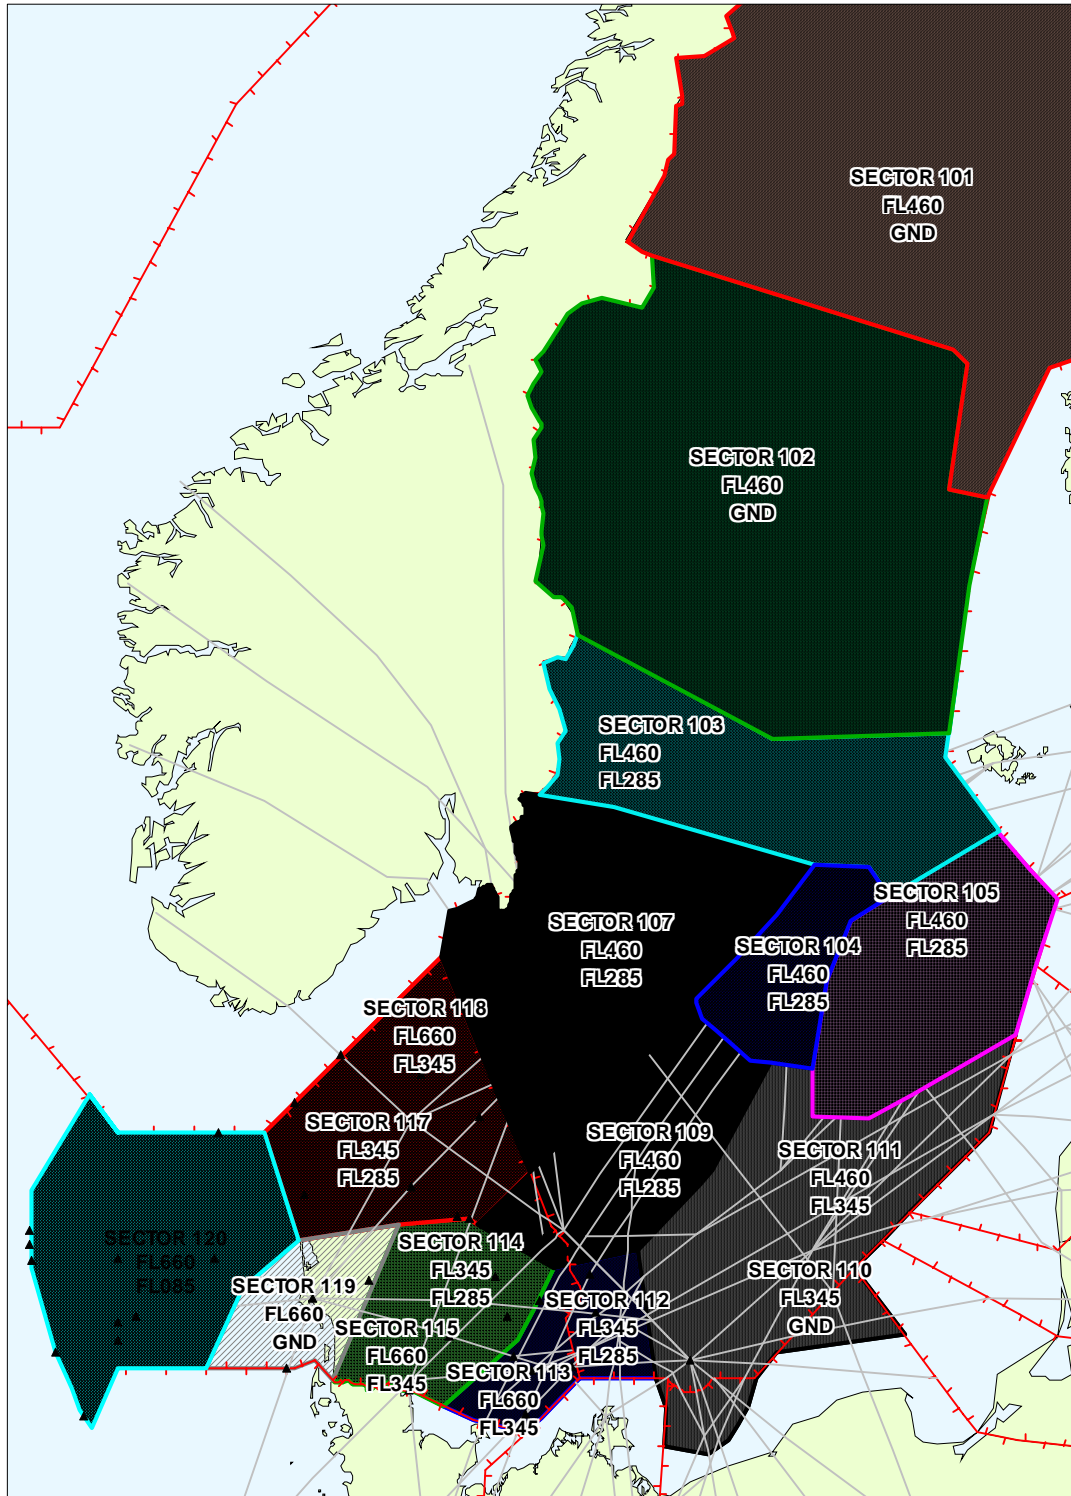 SECTOR 101
FL460
GND
SECTOR 102
FL460
GND
SECTOR 103
FL460
FL285
SECTOR 105
FL460
FL285
SECTOR 107
FL460
FL285
SECTOR 104
FL460
FL285
SECTOR 118
FL660
FL345
SECTOR 117
FL345
FL285
SECTOR 109
FL460
FL285
SECTOR 111
FL460
FL345
SECTOR 120
FL660
FL085
SECTOR 114
FL345
FL285
SECTOR 110
FL345
GND
SECTOR 119
FL660
GND
SECTOR 112
FL345
FL285
SECTOR 115
FL660
FL345
SECTOR 113
FL660
FL345